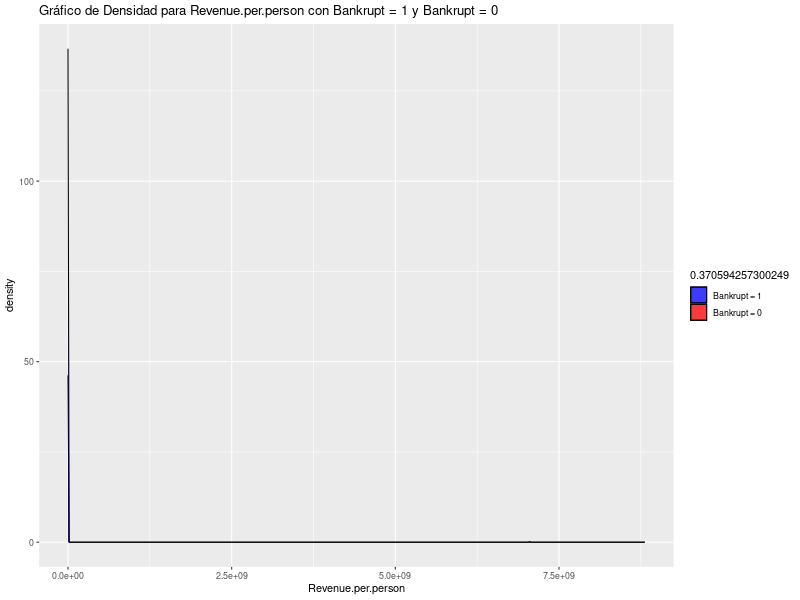 Gráfico de Densidad para Revenue.per.person con Bankrupt = 1 y Bankrupt = 0
density
100
50
0
0.0e+00
2.5e+09
5.0e+09
7.5e+09
Revenue.per.person
0.370594257300249
Bankrupt = 1
Bankrupt = 0